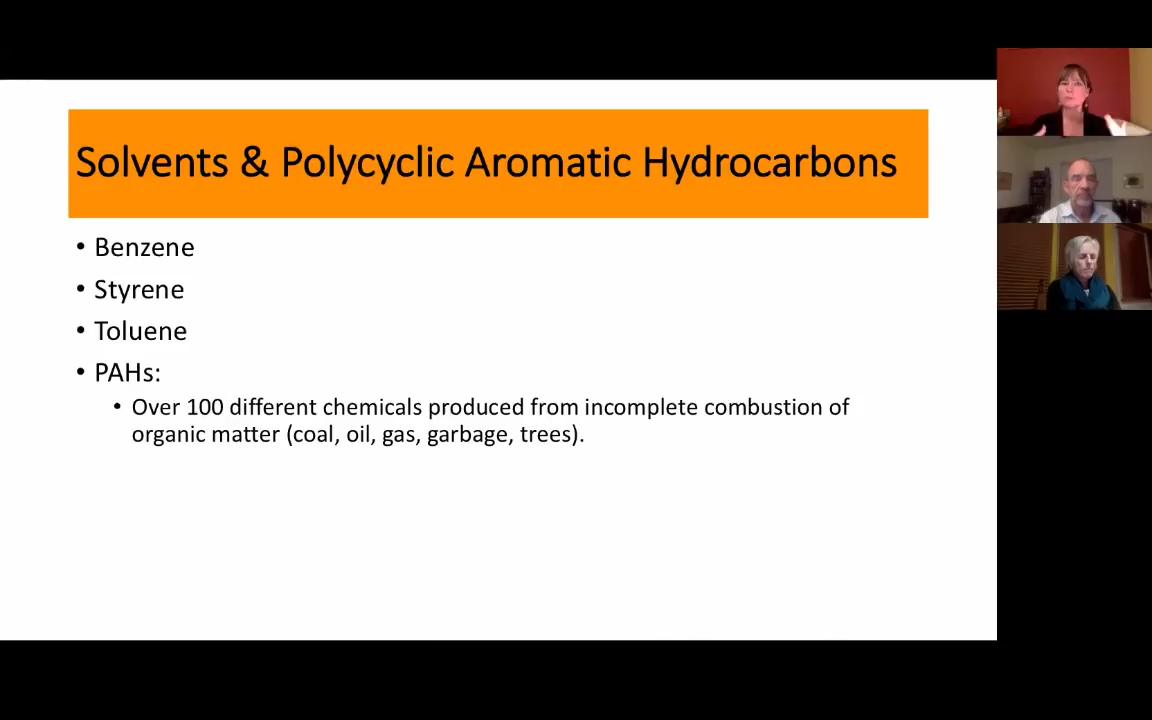 Solvents & Polycyclic Aromatic Hydrocarbons
• Benzene
• Styrene
• Toluene
• PAHs:
• Over 100 different chemicals produced from incomplete combustion of
organic matter (coal, oil, gas, garbage, trees).